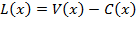 L(x) = V(x) − C(x)